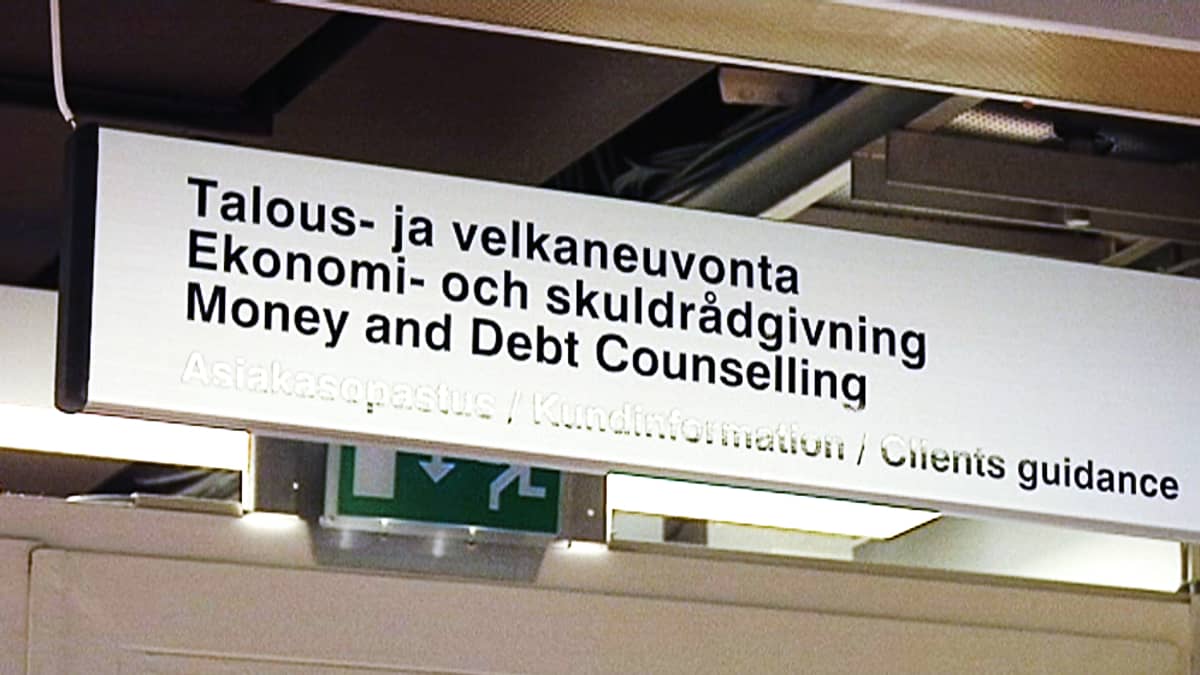 Talous- ja velkaneuvonta
Ekonomi- och skuldrådgivning
Money and Debt Counselling
Asiakasopastus / Kundinformation / Clients guidance